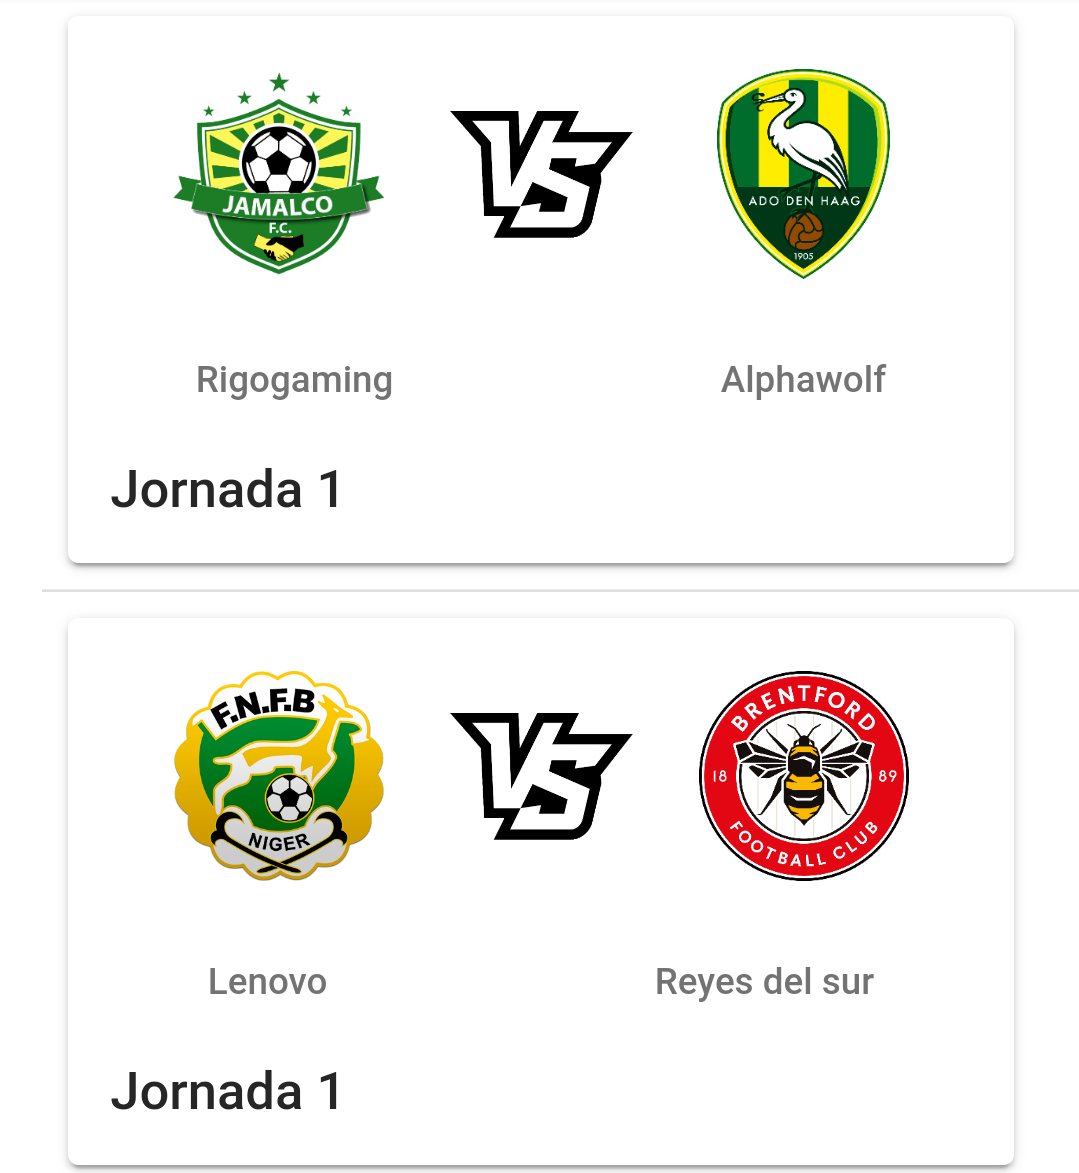 JAMALCO
F.C.
VS
ADO DEN HAAG
1905
Rigogaming
Alphawolf
Jornada 1
F.N.F.B
NIGER
VS
BRENTFORD
18
89
FOOTBALL CLUB
Lenovo
Reyes del sur
Jornada 1